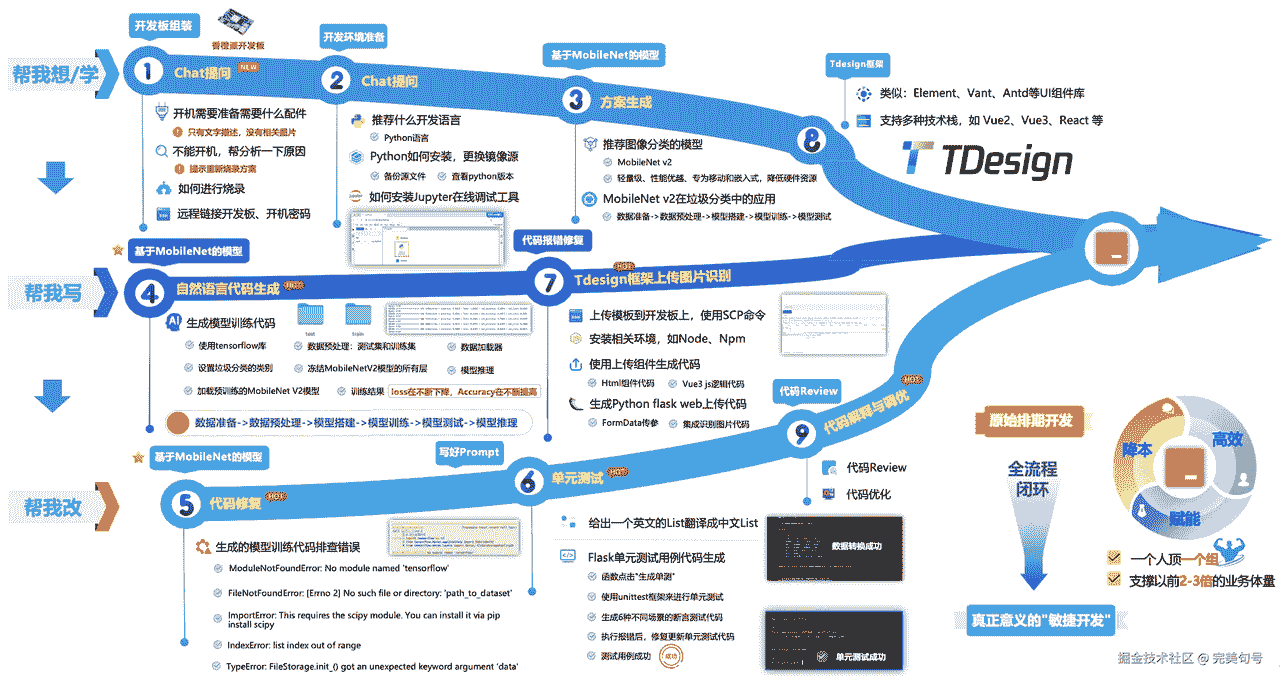 开发板组装
香橙派开发板
开发环境准备
基于MobileNet的模型
Tdesign框架
帮我想/学
1
Chat提问
NEW
2
Chat提问
3
方案生成
8
类似：Element、Vant、Antd等UI组件库
支持多种技术栈，如 Vue2、Vue3、React 等
TDesign
开机需要准备需要什么配件
只有文字描述，没有相关图片
不能开机，帮分析一下原因
提示重新烧录方案
如何进行烧录
远程链接开发板、开机密码
推荐什么开发语言
Python语言
Python如何安装，更换镜像源
备份源文件
查看python版本
如何安装Jupyter在线调试工具
推荐图像分类的模型
MobileNet v2
轻量级、性能优越，专为移动和嵌入式，降低硬件资源
MobileNet v2在垃圾分类中的应用
数据准备->数据预处理->模型搭建->模型训练->模型测试
基于MobileNet的模型
代码报错修复
帮我写
4
自然语言代码生成
HOT
7
Tdesign框架上传图片识别
HOT
生成模型训练代码
test
train
使用tensorflow库
数据预处理：测试集和训练集
数据加载器
设置垃圾分类的类别
冻结MobileNetV2模型的所有层
模型推理
加载预训练的MobileNet V2模型
训练结果
loss在不断下降，Accuracy在不断提高
数据准备->数据预处理->模型搭建->模型训练->模型测试->模型推理
上传模板到开发板上，使用SCP命令
安装相关环境，如Node、Npm
使用上传组件生成代码
Html组件代码
Vue3 js逻辑代码
生成Python flask web上传代码
FormData传参
集成识别图片代码
基于MobileNet的模型
写好Prompt
代码Review
帮我改
5
代码修复
HOT
6
单元测试
HOT
9
代码解释与调优
HOT
代码Review
代码优化
生成的模型训练代码排查错误
ModuleNotFoundError: No module named 'tensorflow'
FileNotFoundError: [Errno 2] No such file or directory: 'path_to_dataset'
ImportError: This requires the scipy module. You can install it via pip
install scipy
IndexError: list index out of range
TypeError: FileStorage.init_() got an unexpected keyword argument 'data'
给出一个英文的List翻译成中文List
Flask单元测试用例代码生成
函数点击"生成单测"
使用unittest框架来进行单元测试
生成6种不同场景的断言测试代码
执行报错后，修复更新单元测试代码
测试用例成功
成功
数据转换成功
单元测试成功
原始排期开发
全流程
闭环
真正意义的"敏捷开发"
降本
高效
赋能
一个人顶一个组
支撑以前2-3倍的业务体量
掘金技术社区 @ 完美句号